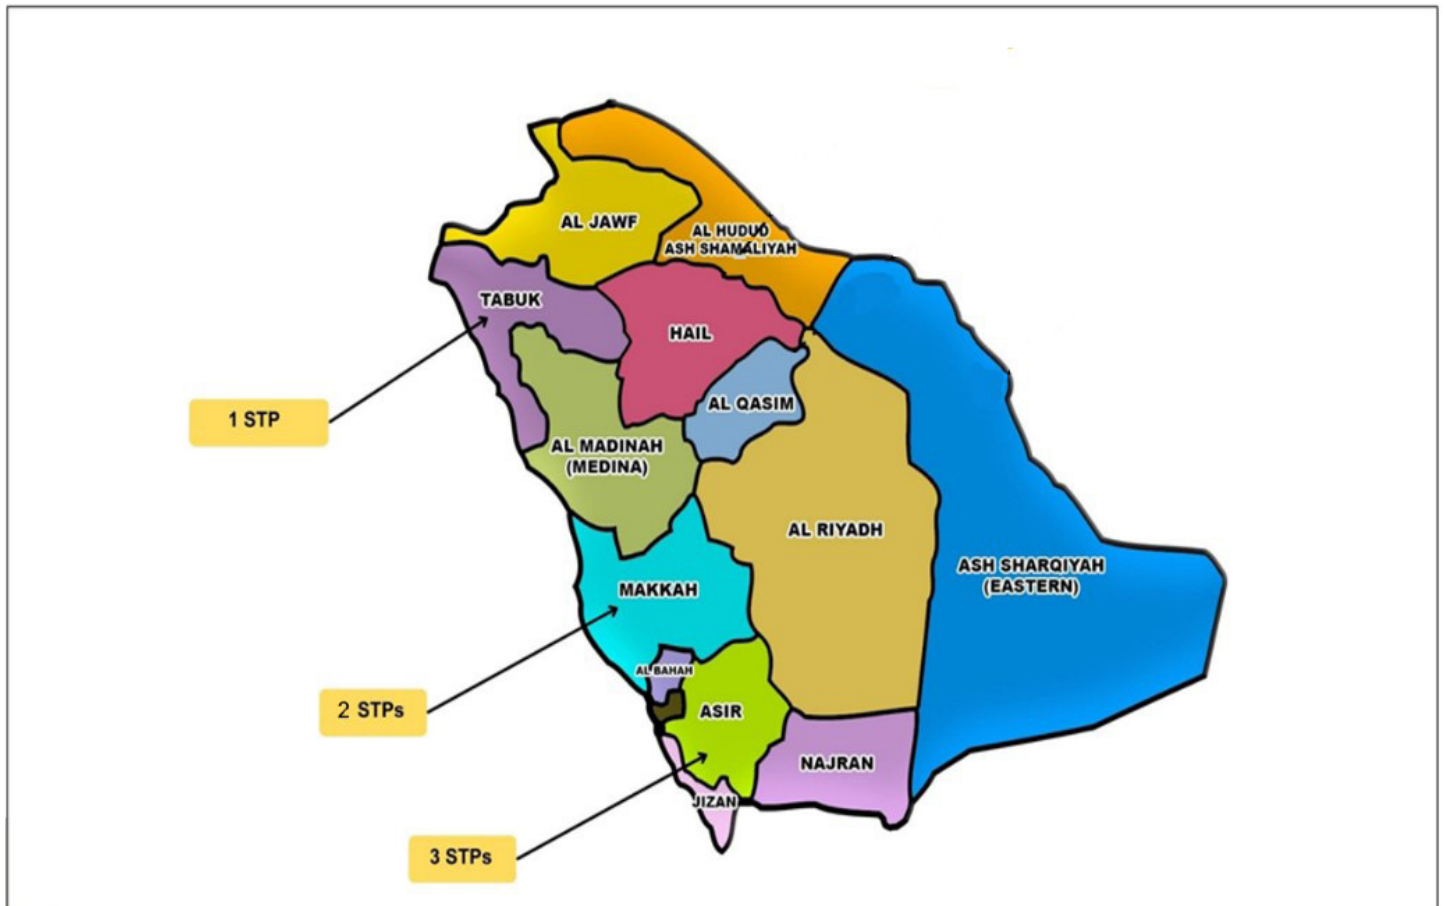 AL JAWF
AL HUDUD
ASH SHAMALIYAH
TABUK
HAIL
AL QASIM
1 STP
AL MADINAH
(MEDINA)
AL RIYADH
ASH SHARQIYAH
(EASTERN)
MAKKAH
AL BAHAH
2 STPs
ASIR
NAJRAN
JIZAN
3 STPs